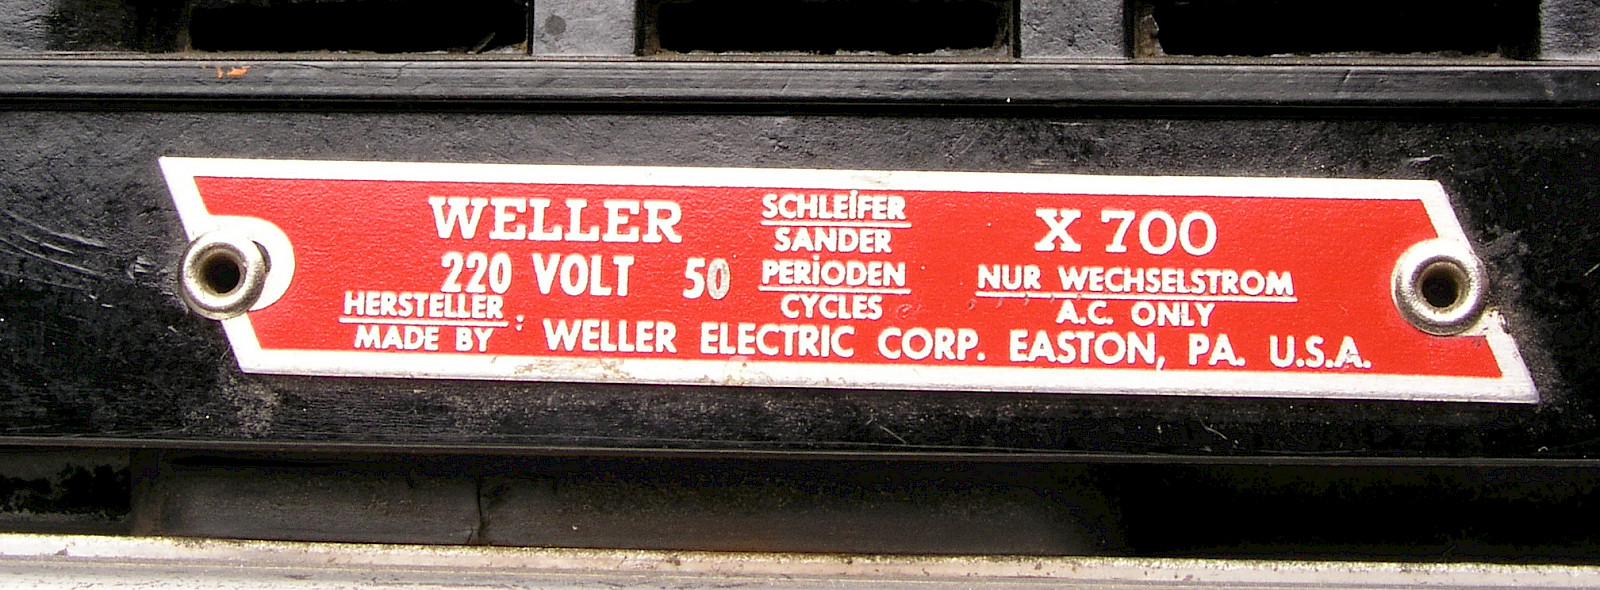 WELLER SCHLEIFER X 700
SANDER
220 VOLT 50 PERIODEN NUR WECHSELSTROM
CYCLES A.C. ONLY
HERSTELLER
MADE BY : WELLER ELECTRIC CORP. EASTON, PA. U.S.A.